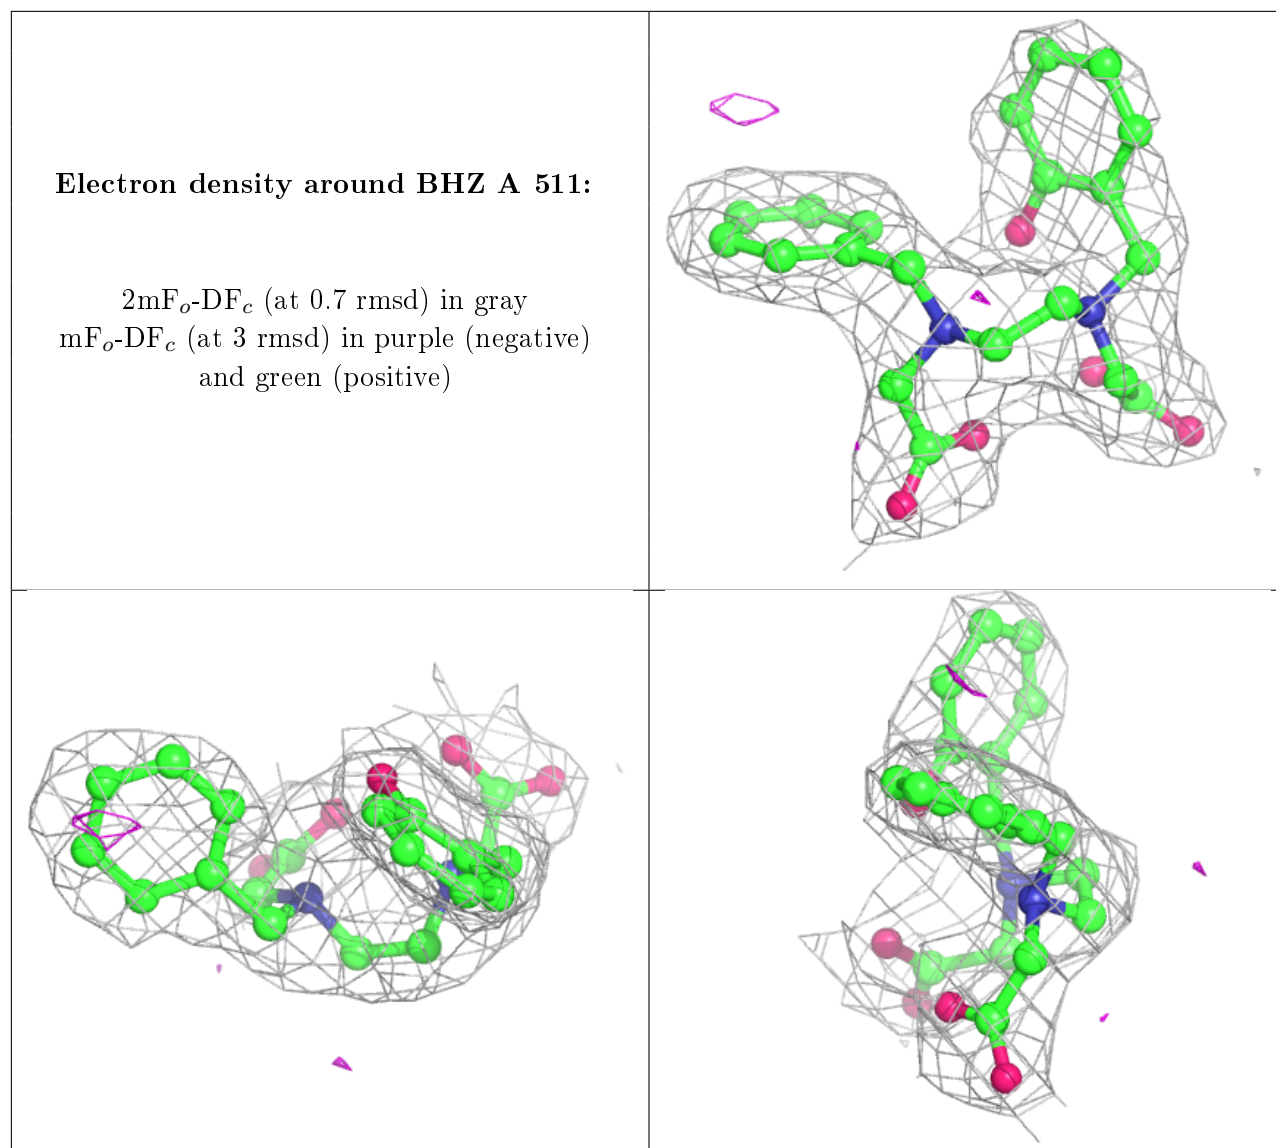 Electron density around BHZ A 511:
2mFo-DFc (at 0.7 rmsd) in gray
mFo-DFc (at 3 rmsd) in purple (negative)
and green (positive)